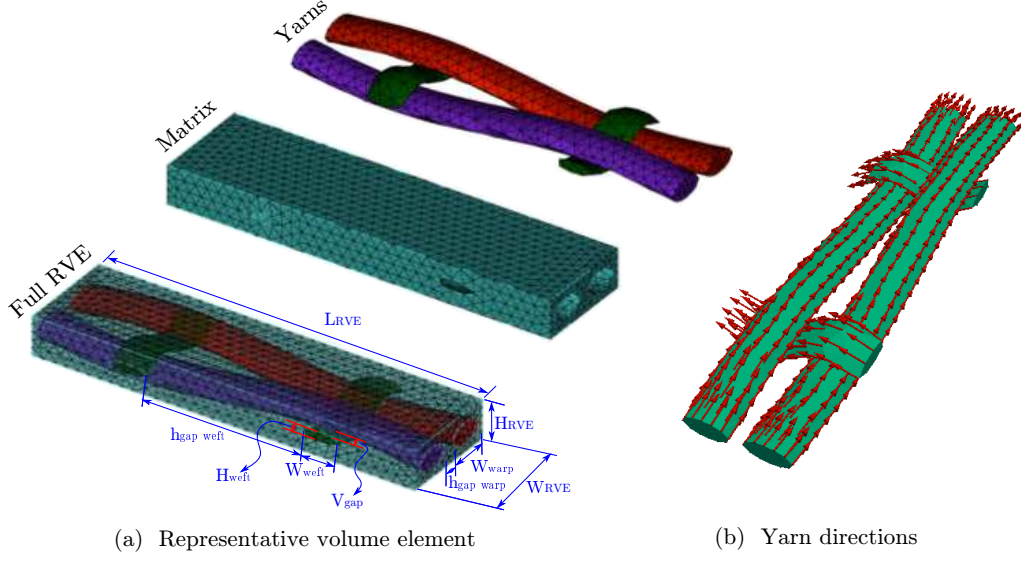 Yarns
Matrix
Full RVE
LRVE
HRVE
hgap weft
Wwarp
Hweft
Wweft
hgap warp
WRVE
Vgap
(a) Representative volume element
(b) Yarn directions